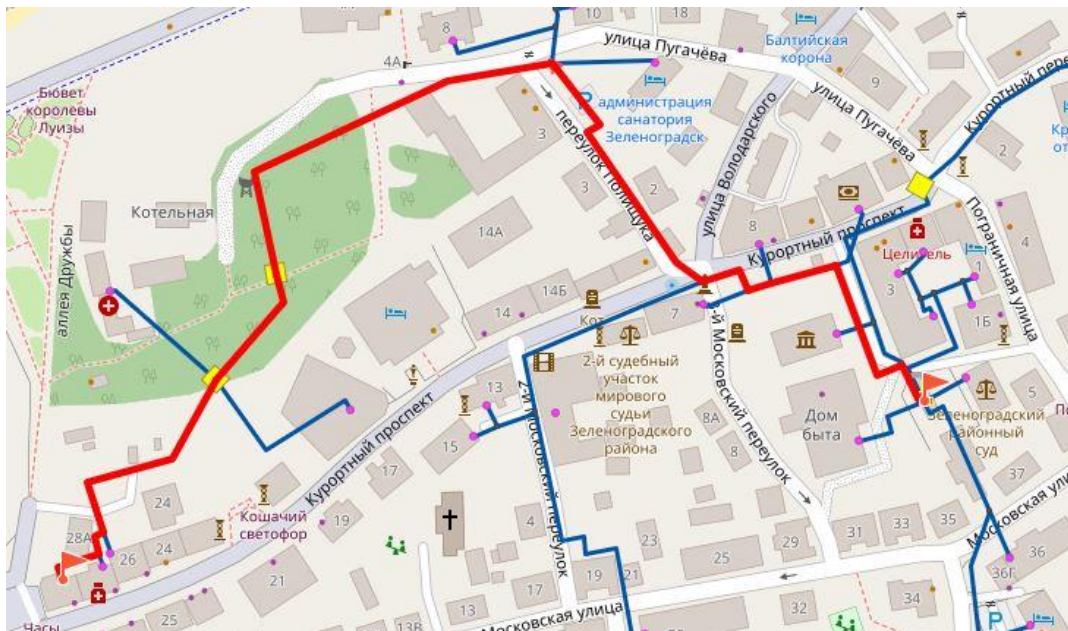 8
10
18
улица Пугачёва
Балтийская
корона
4А
Бювет
королевы
Луизы
администрация
санатория
Зеленоградск
улица Пугачёва
9
Курортный пере
Кр
от
2
3
переулок Полищука
улица Володарского
3
2
8
Курортный проспект
Целитель
Пограничная улица
4
Котельная
14А
аллея Дружбы
3
1
1Б
14Б
14
Кот
7
2-й судебный
участок
мирового
судьи
Зеленоградского
района
2-й Московский переулок
13
15
8А
8
Дом
быта
Зеленоградский
районный
суд
5
По
37
Курортный проспект
17
19
24
Кошачий
светофор
28А
26
24
21
25
Часы
4
23
2-й Московский переулок
17
19
21
25
29
31
33
35
Московская ули
36
36Г
34
32
13
13В
Московская улица
P
P